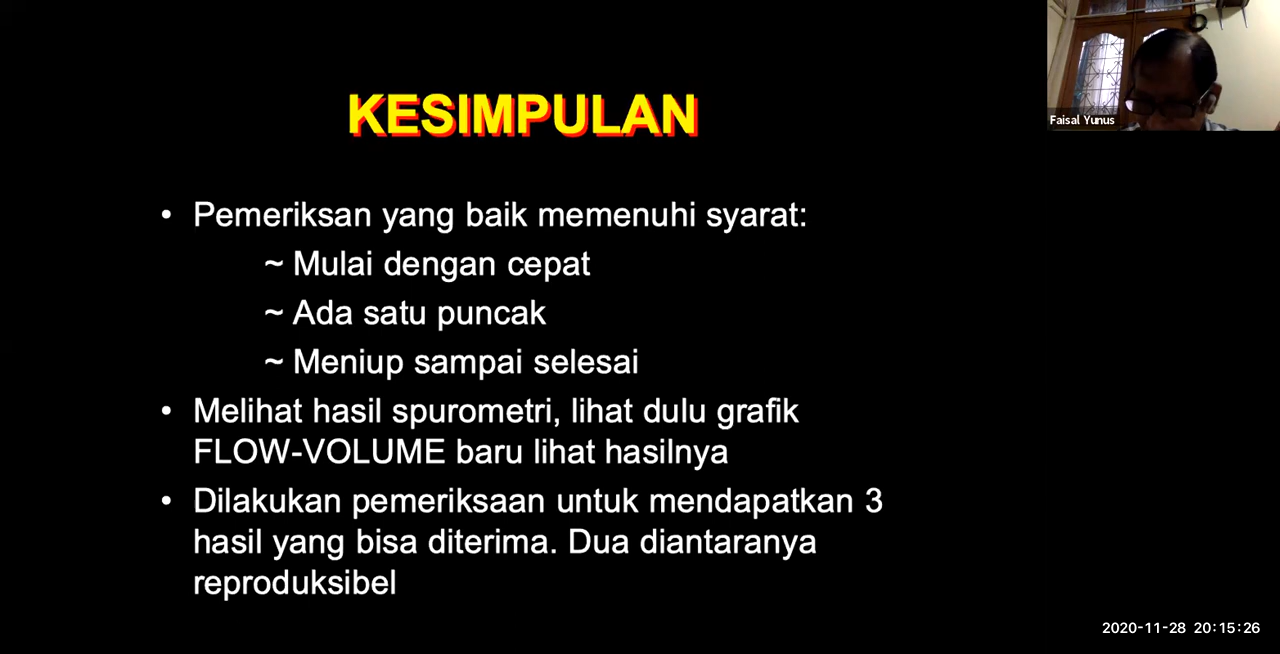 KESIMPULAN
Faisal Yunus
• Pemeriksan yang baik memenuhi syarat:
~ Mulai dengan cepat
~ Ada satu puncak
~ Meniup sampai selesai
• Melihat hasil spurometri, lihat dulu grafik
FLOW-VOLUME baru lihat hasilnya
• Dilakukan pemeriksaan untuk mendapatkan 3
hasil yang bisa diterima. Dua diantaranya
reproduksibel
2020-11-28 20:15:26